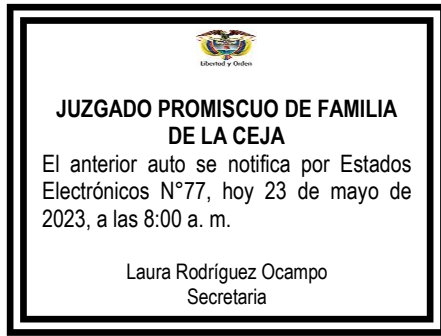 Libertad y Orden
JUZGADO PROMISCUO DE FAMILIA
DE LA CEJA
El anterior auto se notifica por Estados
Electrónicos N°77, hoy 23 de mayo de
2023, a las 8:00 a. m.
Laura Rodríguez Ocampo
Secretaria